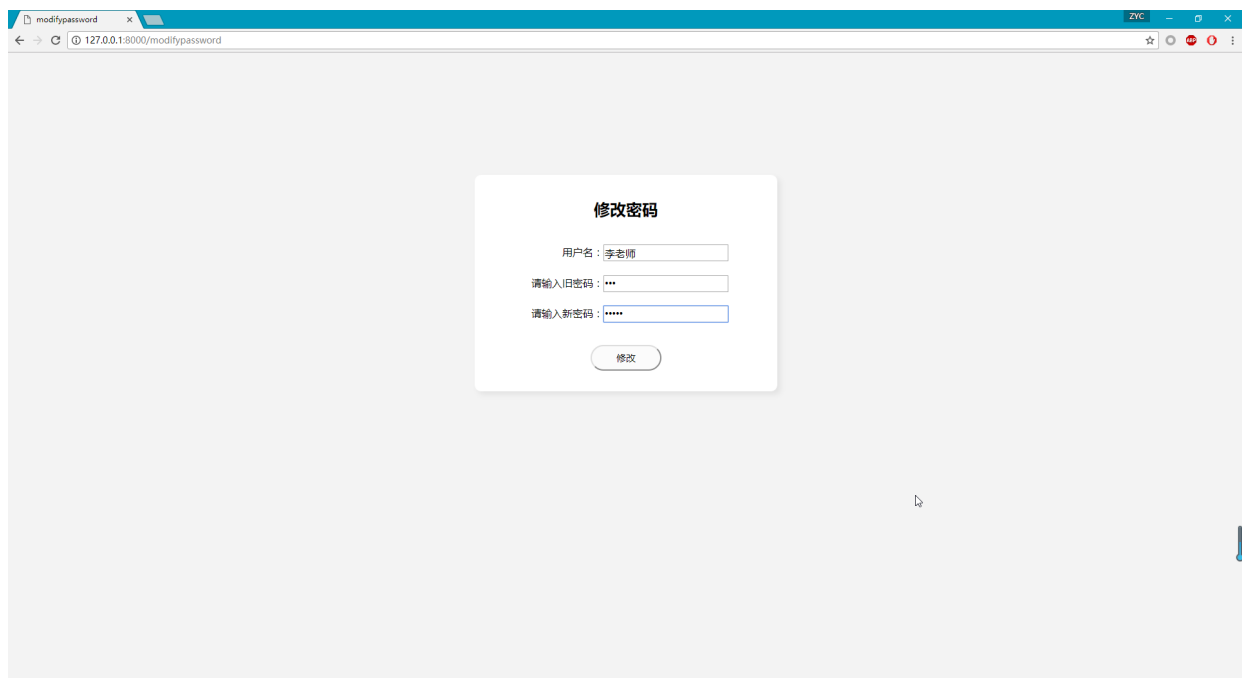 modifypassword
ZYC
127.0.0.1:8000/modifypassword
ABP
修改密码
用户名：李老师
请输入旧密码：•••
请输入新密码：•••••
修改